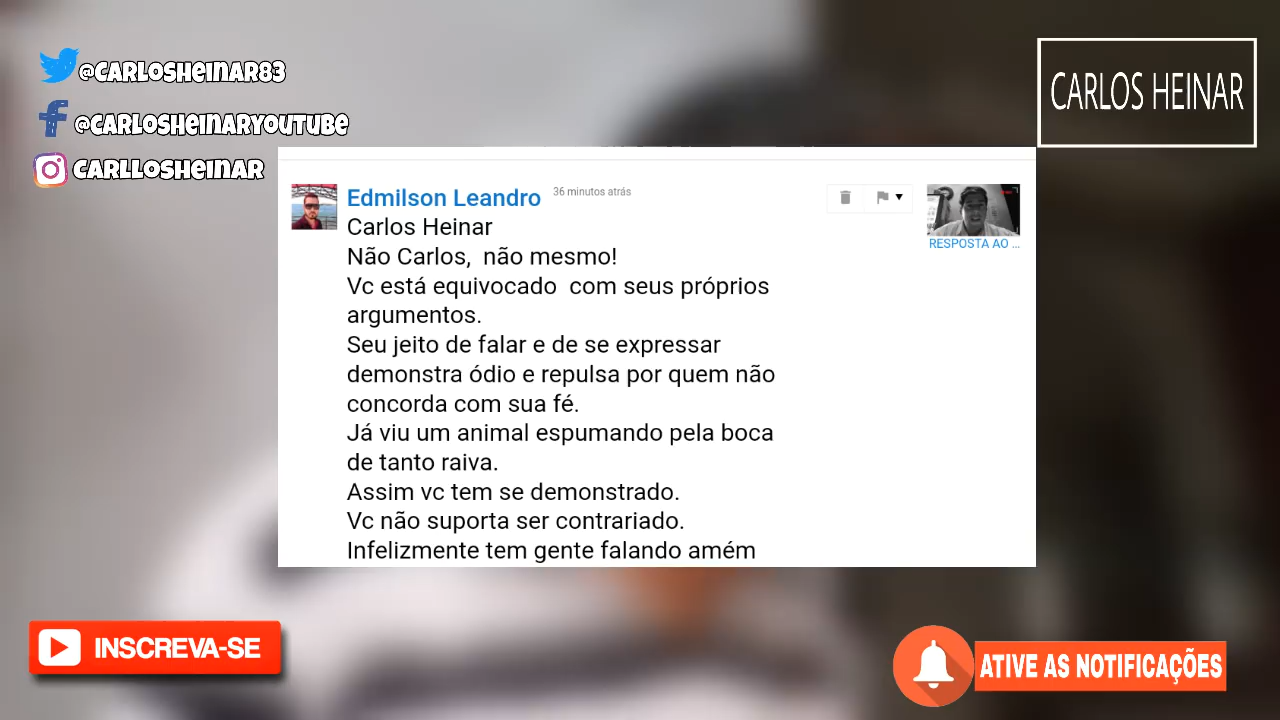 @CARLOSHEINAR83
@CARLOSHEINARYOUTUBE
CARLLOSHEINAR
CARLOS HEINAR
Edmilson Leandro 36 minutos atrás
Carlos Heinar
Não Carlos,  não mesmo!
Vc está equivocado  com seus próprios
argumentos.
Seu jeito de falar e de se expressar
demonstra ódio e repulsa por quem não
concorda com sua fé.
Já viu um animal espumando pela boca
de tanto raiva.
Assim vc tem se demonstrado.
Vc não suporta ser contrariado.
Infelizmente tem gente falando amém
RESPOSTA AO ...
INSCREVA-SE
ATIVE AS NOTIFICAÇÕES